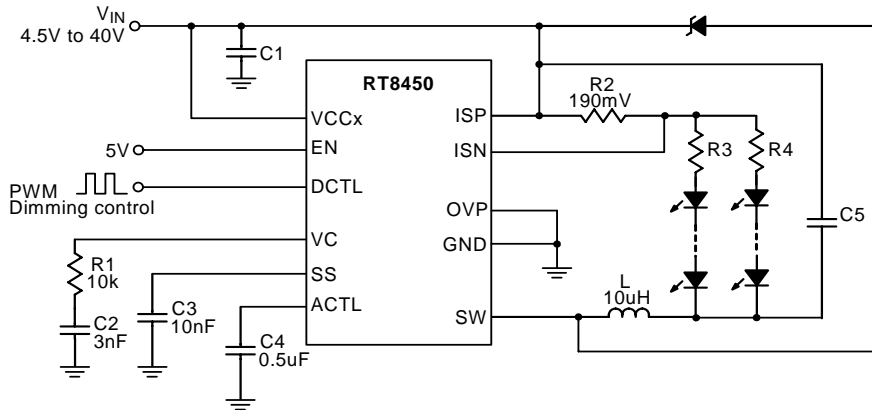 VIN
4.5V to 40V
C1
RT8450
VCCx
ISP
R2
190mV
5V
EN
ISN
R3
R4
PWM
Dimming control
DCTL
OVP
C5
VC
GND
R1
10k
SS
C3
10nF
ACTL
SW
L
10uH
C2
3nF
C4
0.5uF